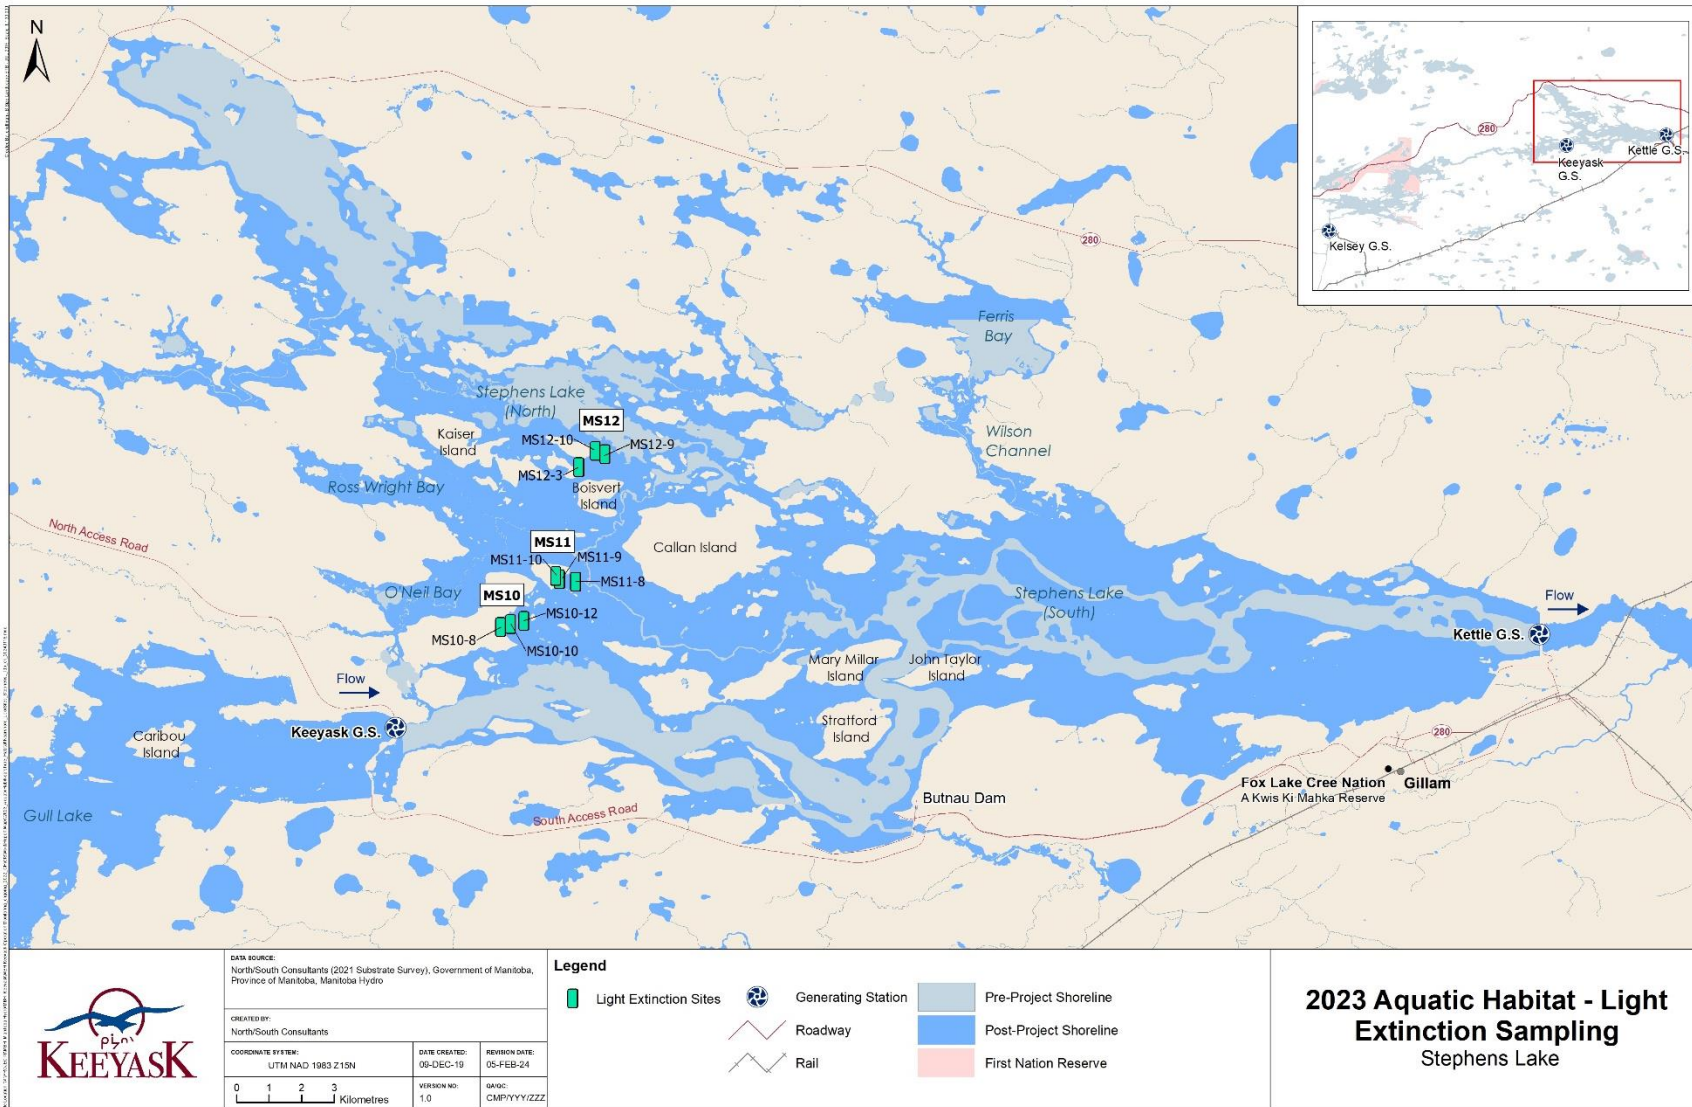 N
280
Kelsey G.S.
Keeyask
G.S.
Kettle G.S.
280
Ferris
Bay
Stephens Lake
(North)
MS12
Kaiser
Island
MS12-10
MS12-9
MS12-3
Wilson
Channel
Ross Wright Bay
Boisvert
Island
North Access Road
MS11
MS11-10
MS11-9
Callan Island
MS11-8
O'Neil Bay
MS10
Stephens Lake
(South)
Flow
MS10-12
MS10-8
MS10-10
Kettle G.S.
Mary Millar
Island
John Taylor
Island
Flow
Stratford
Island
Keeyask G.S.
Caribou
Island
280
Fox Lake Cree Nation
A Kwis Ki Mahka Reserve
Gillam
Butnau Dam
Gull Lake
South Access Road
KEEYASK
DATA SOURCE:
North/South Consultants (2021 Substrate Survey), Government of Manitoba,
Province of Manitoba, Manitoba Hydro
CREATED BY:
North/South Consultants
COORDINATE SYSTEM:
UTM NAD 1983 Z15N
DATE CREATED:
09-DEC-19
REVISION DATE:
05-FEB-24
0 1 2 3
Kilometres
VERSION NO:
1.0
QA/QC:
CMP/YYY/ZZZ
Legend
Light Extinction Sites
Generating Station
Roadway
Rail
Pre-Project Shoreline
Post-Project Shoreline
First Nation Reserve
2023 Aquatic Habitat - Light
Extinction Sampling
Stephens Lake